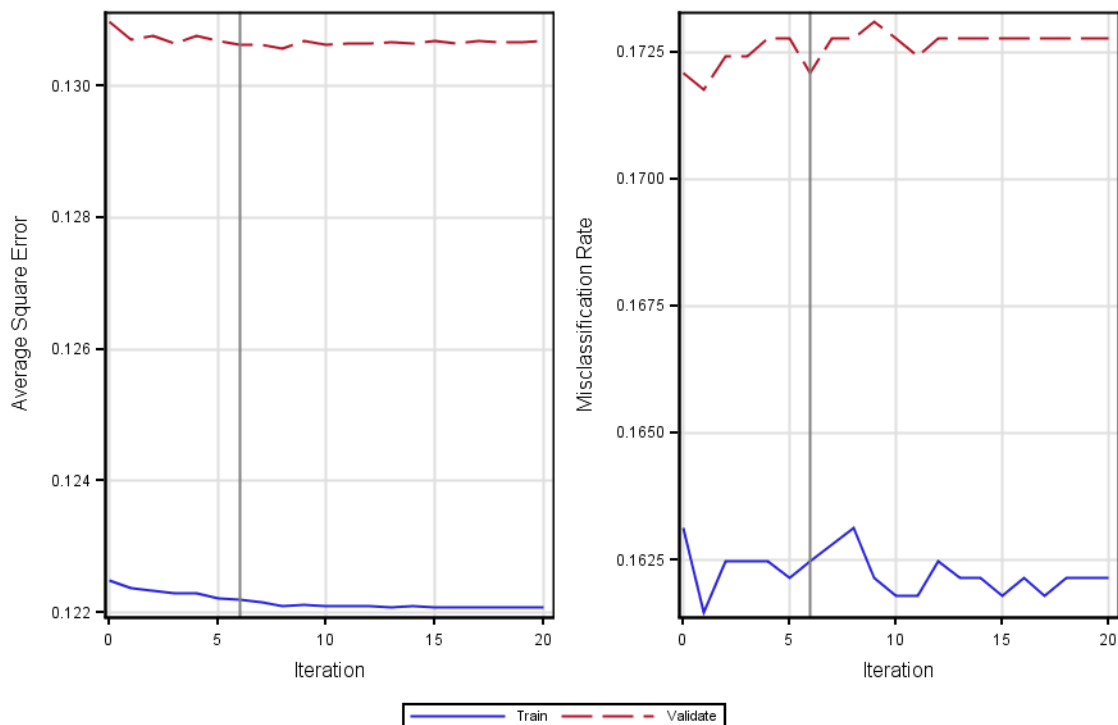 Average Square Error
0.130
0.128
0.126
0.124
0.122
0 5 10 15 20
Iteration
Misclassification Rate
0.1725
0.1700
0.1675
0.1650
0.1625
0 5 10 15 20
Iteration
Train Validate